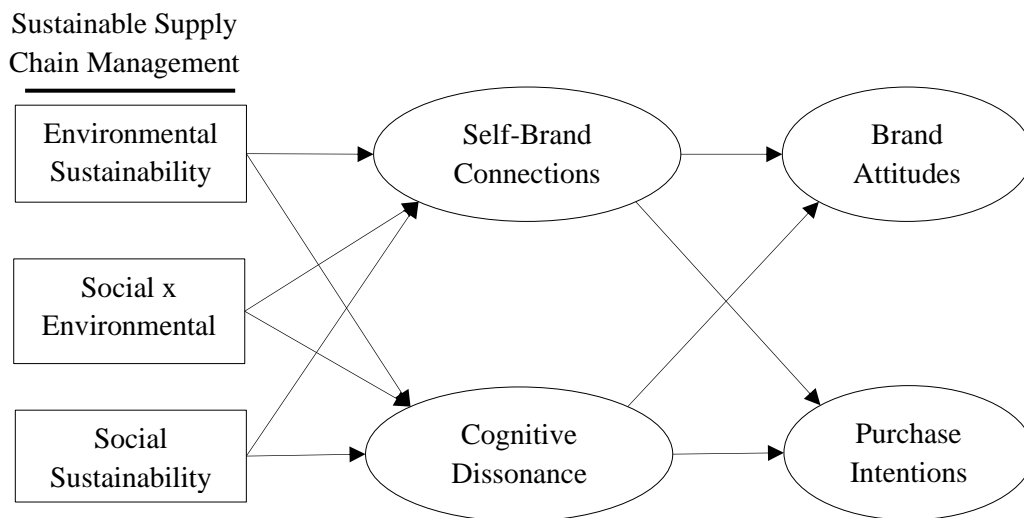 Sustainable Supply
Chain Management
Environmental
Sustainability
Self-Brand
Connections
Brand
Attitudes
Social x
Environmental
Social
Sustainability
Cognitive
Dissonance
Purchase
Intentions